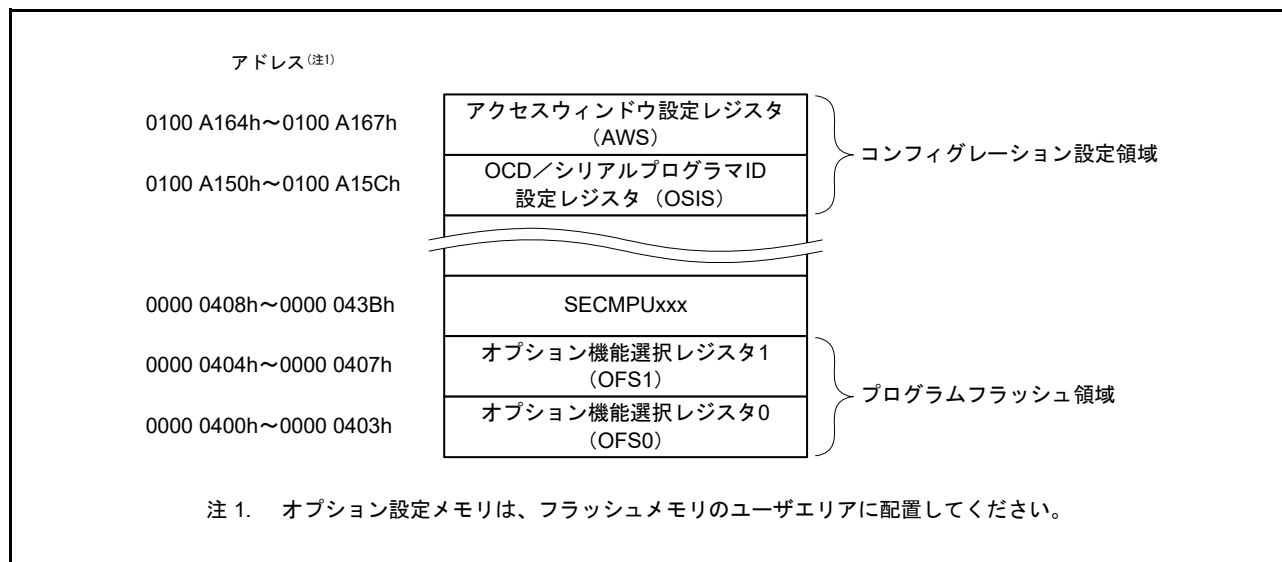 アドレス(注1)
0100 A164h～0100 A167h
アクセスウィンドウ設定レジスタ
（AWS）
コンフィグレーション設定領域
0100 A150h～0100 A15Ch
OCD／シリアルプログラマID
設定レジスタ（OSIS）
0000 0408h～0000 043Bh
SECMPUxxx
0000 0404h～0000 0407h
オプション機能選択レジスタ1
（OFS1）
プログラムフラッシュ領域
0000 0400h～0000 0403h
オプション機能選択レジスタ0
（OFS0）
注 1. オプション設定メモリは、フラッシュメモリのユーザエリアに配置してください。